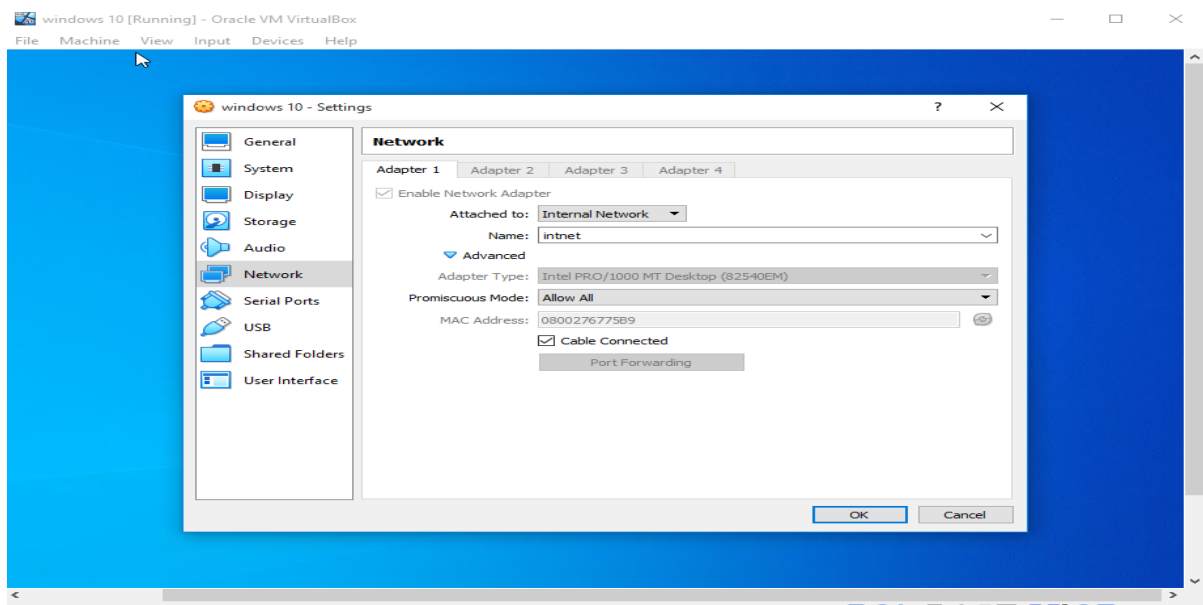 windows 10 [Running] - Oracle VM VirtualBox
File Machine View Input Devices Help
windows 10 - Settings ?
General
System
Display
Storage
Audio
Network
Serial Ports
USB
Shared Folders
User Interface
Network
Adapter 1 Adapter 2 Adapter 3 Adapter 4
Enable Network Adapter
Attached to: Internal Network
Name: intnet
Advanced
Adapter Type: Intel PRO/1000 MT Desktop (82540EM)
Promiscuous Mode: Allow All
MAC Address: 0800276775B9
Cable Connected
Port Forwarding
OK Cancel